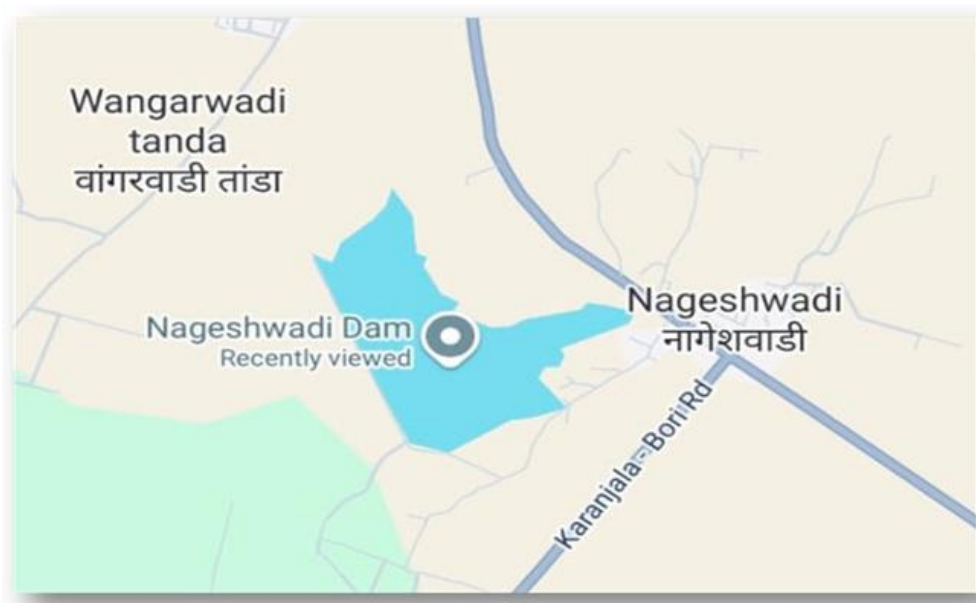 Wangarwadi
tanda
वांगरवाडी तांडा
Nageshwadi Dam
Recently viewed
Nageshwadi
नागेशवाडी
Karanjala - Bori Rd